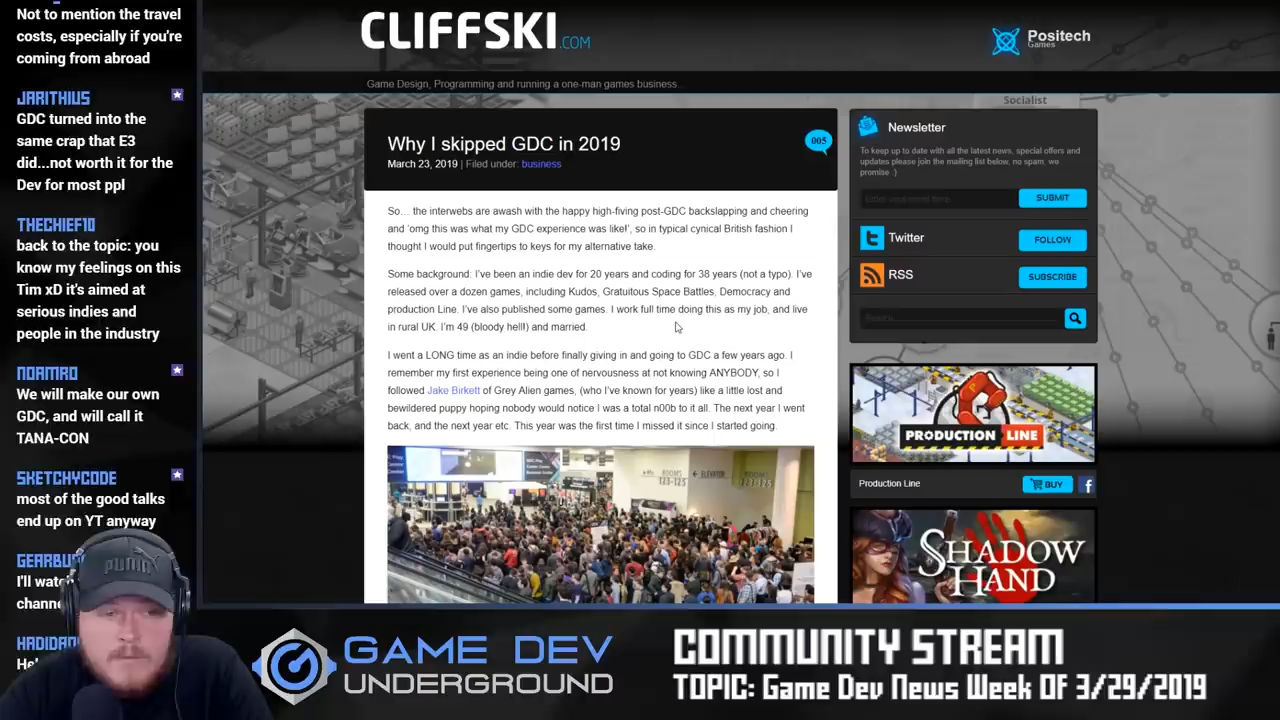 Not to mention the travel
costs, especially if you're
coming from abroad
JARITHIUS
GDC turned into the
same crap that E3
did...not worth it for the
Dev for most ppl
THECHIEF10
back to the topic: you
know my feelings on this
Tim xD it's aimed at
serious indies and
people in the industry
NOAMRO
We will make our own
GDC, and will call it
TANA-CON
SKETCHYCODE
most of the good talks
end up on YT anyway
I'll
PUMA
CLIFFSKI.COM
Positech
Games
Game Design, Programming and running a one-man games business...
Why I skipped GDC in 2019
005
March 23, 2019 | Filed under: business
So… the interwebs are awash with the happy high-fiving post-GDC backslapping and cheering
and 'omg this was what my GDC experience was like!', so in typical cynical British fashion I
thought I would put fingertips to keys for my alternative take.
Some background: I've been an indie dev for 20 years and coding for 38 years (not a typo). I've
released over a dozen games, including Kudos, Gratuitous Space Battles, Democracy and
production Line. I've also published some games. I work full time doing this as my job, and live
in rural UK. I'm 49 (bloody hell!) and married.
I went a LONG time as an indie before finally giving in and going to GDC a few years ago. I
remember my first experience being one of nervousness at not knowing ANYBODY, so I
followed Jake Birkett of Grey Alien games, (who I've known for years) like a little lost and
bewildered puppy hoping nobody would notice I was a total n00b to it all. The next year I went
back, and the next year etc. This year was the first time I missed it since I started going.
ROOMS
123-125
ELEVATOR
ROOMS
Socialist
Newsletter
To keep up to date with all the latest news, special offers and
updates please join the mailing list below, no spam, we
promise :)
Enter your email here
SUBMIT
Twitter
FOLLOW
RSS
SUBSCRIBE
Search...
PRODUCTION LINE
Production Line
BUY
SHADOW
HAND
GAME DEV
UNDERGROUND
COMMUNITY STREAM
TOPIC: Game Dev News Week OF 3/29/2019